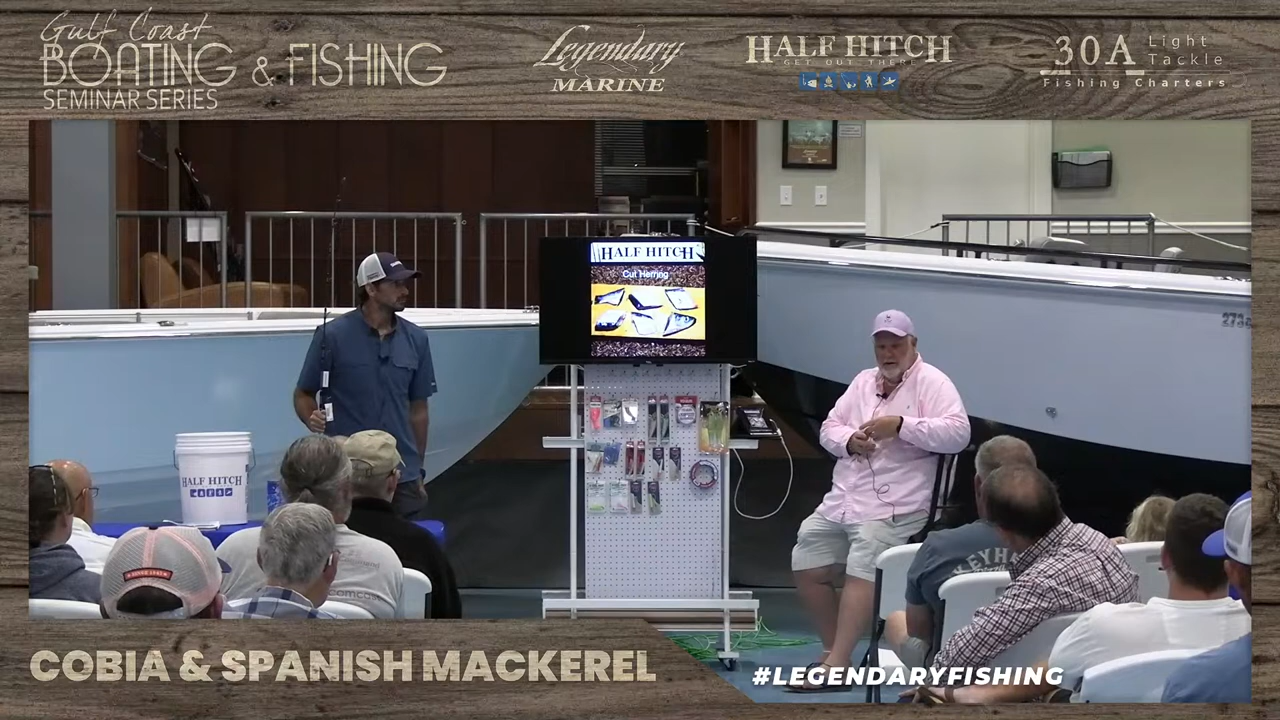 Gulf Coast
BOATING & FISHING
SEMINAR SERIES
Legendary
MARINE
HALF HITCH
GET OUT THERE
30A Light Tackle
Fishing Charters
HALF HITCH
Cut Herring
HALF HITCH
273
KEYH
COBIA & SPANISH MACKEREL
#LEGENDARYFISHING